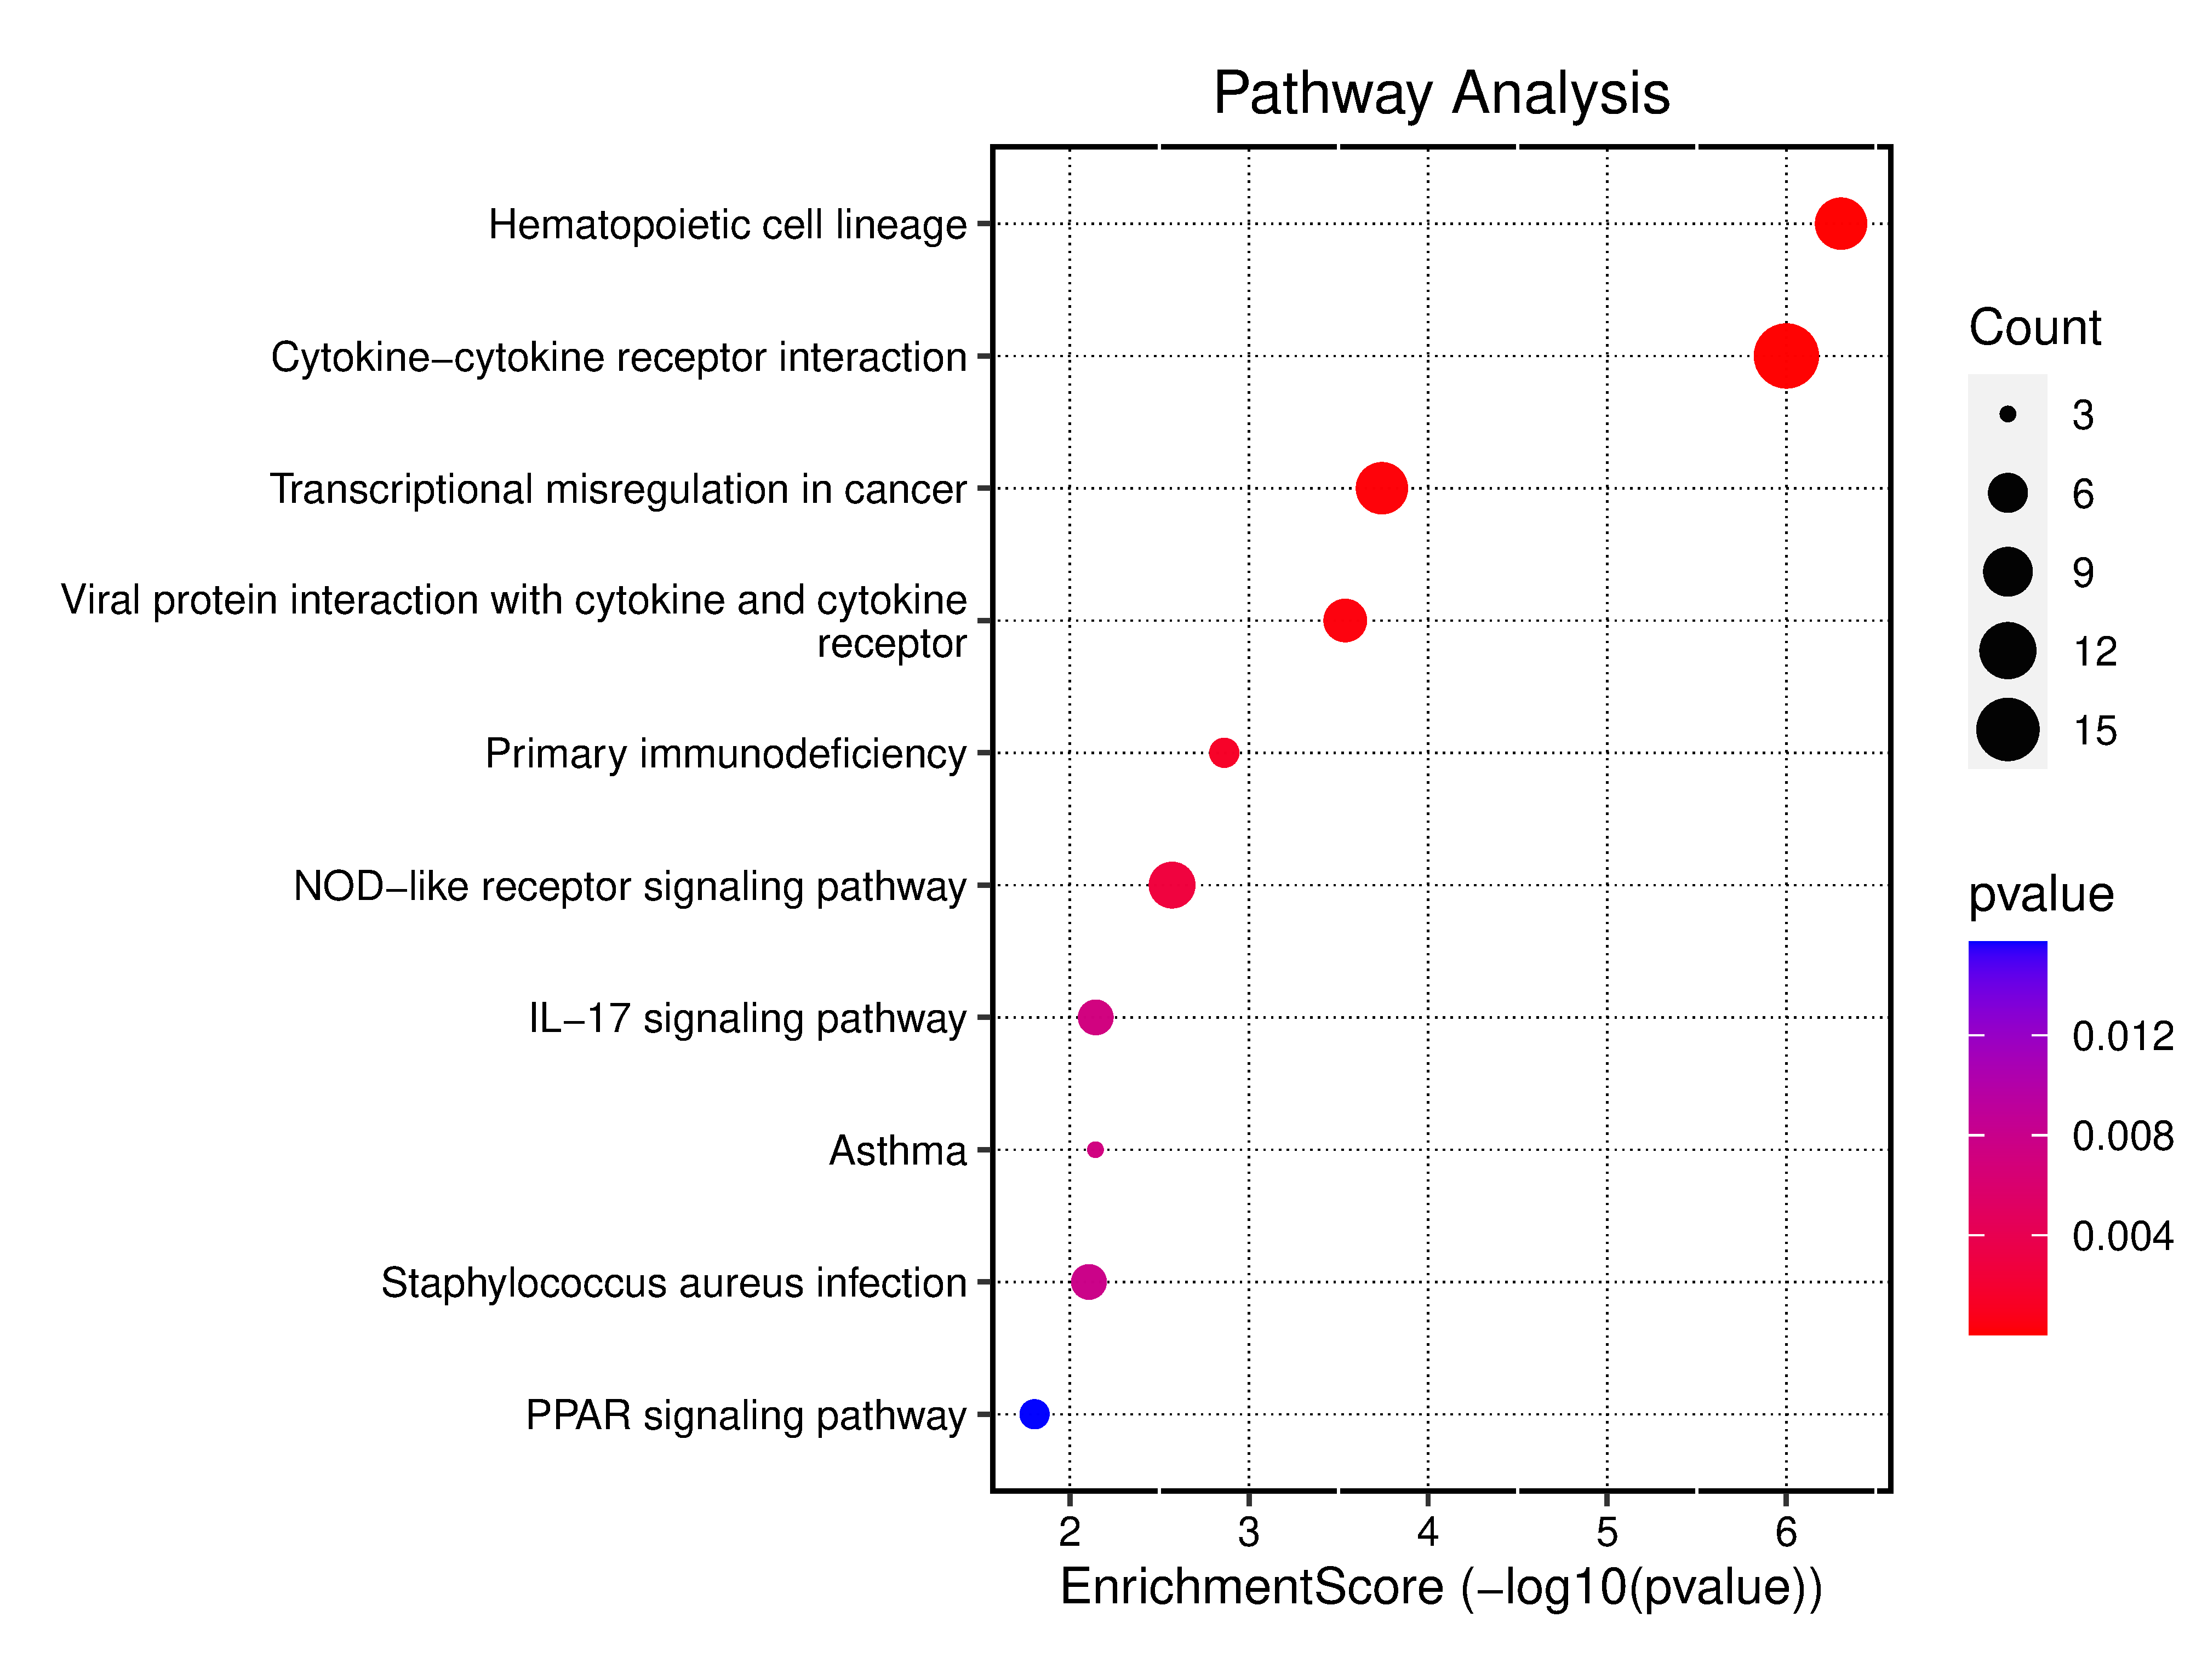 Pathway Analysis
Hematopoietic cell lineage
Cytokine−cytokine receptor interaction
Transcriptional misregulation in cancer
Viral protein interaction with cytokine and cytokine
receptor
Primary immunodeficiency
NOD−like receptor signaling pathway
IL−17 signaling pathway
Asthma
Staphylococcus aureus infection
PPAR signaling pathway
2 3 4 5 6
EnrichmentScore (−log10(pvalue))
Count
3
6
9
12
15
pvalue
0.012
0.008
0.004